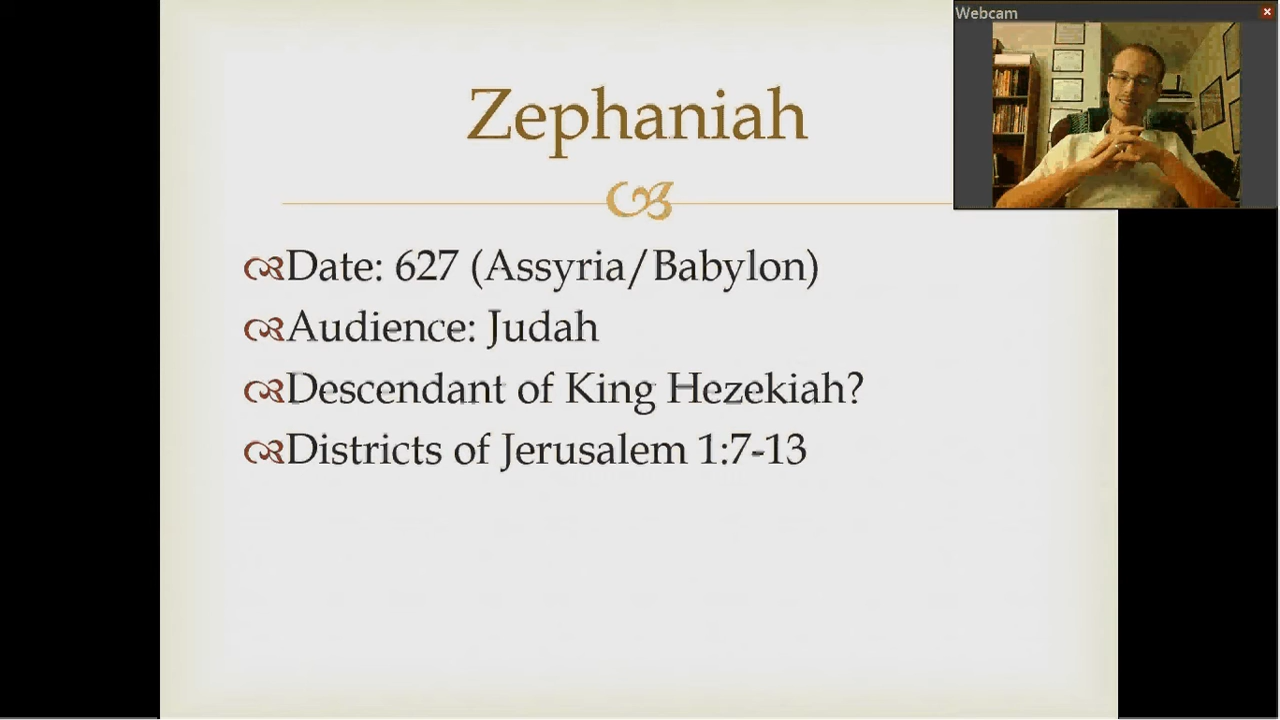 Webcam
Zephaniah
Date: 627 (Assyria/Babylon)
Audience: Judah
Descendant of King Hezekiah?
Districts of Jerusalem 1:7-13